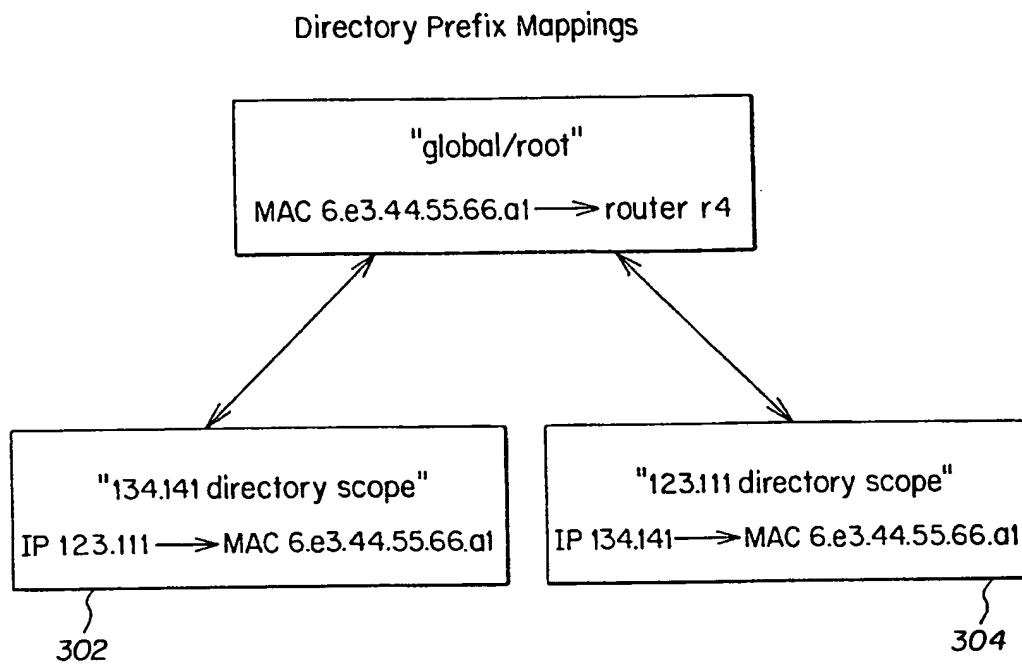 Directory Prefix Mappings
"global/root"
MAC 6.e3.44.55.66.a1 → router r4
"134.141 directory scope"
IP 123.111 → MAC 6.e3.44.55.66.a1
"123.111 directory scope"
IP 134.141 → MAC 6.e3.44.55.66.a1
302
304